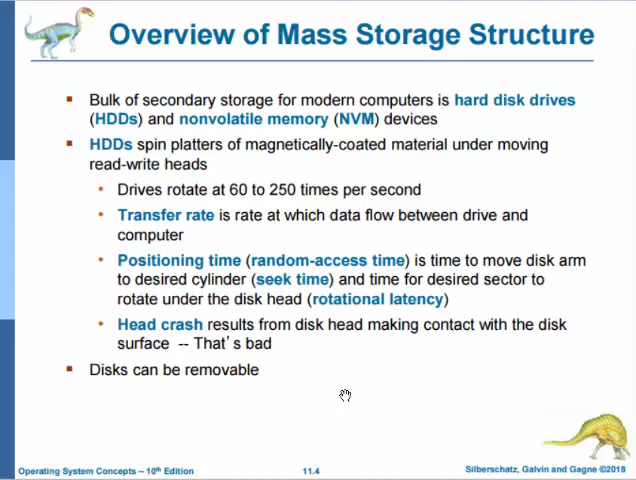 Overview of Mass Storage Structure
▪ Bulk of secondary storage for modern computers is hard disk drives
(HDDs) and nonvolatile memory (NVM) devices
▪ HDDs spin platters of magnetically-coated material under moving
read-write heads
• Drives rotate at 60 to 250 times per second
• Transfer rate is rate at which data flow between drive and
computer
• Positioning time (random-access time) is time to move disk arm
to desired cylinder (seek time) and time for desired sector to
rotate under the disk head (rotational latency)
• Head crash results from disk head making contact with the disk
surface -- That's bad
▪ Disks can be removable
Operating System Concepts – 10th Edition
11.4
Silberschatz, Galvin and Gagne ©2018